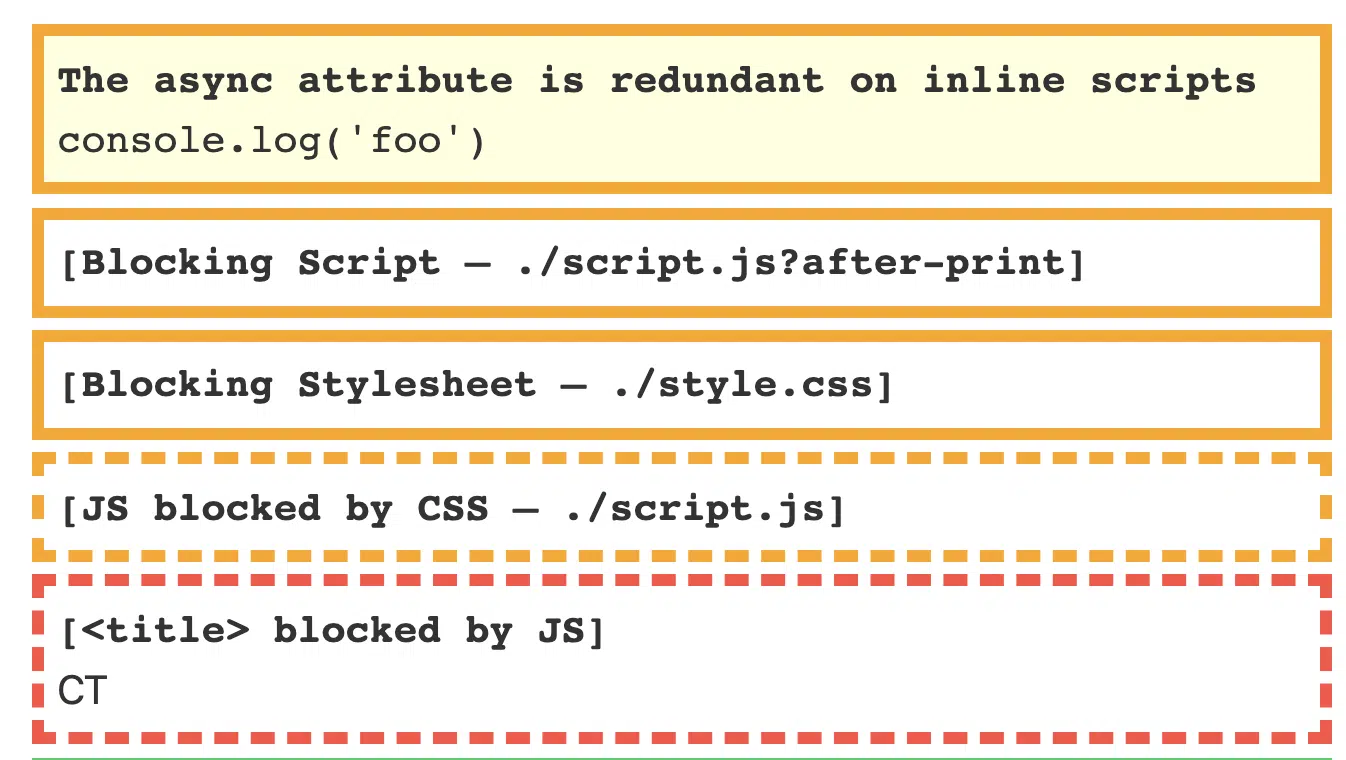 The async attribute is redundant on inline scripts
console.log('foo')
[Blocking Script – ./script.js?after-print]
[Blocking Stylesheet – ./style.css]
[JS blocked by CSS – ./script.js]
[<title> blocked by JS]
CT